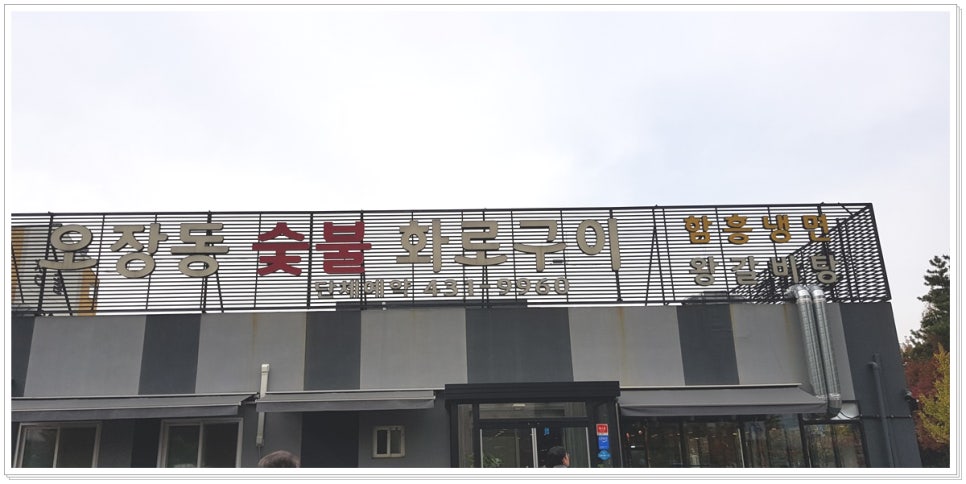 오장동 숯불 화로구이
단체예약 431-9960
함흥냉면
왕갈비탕